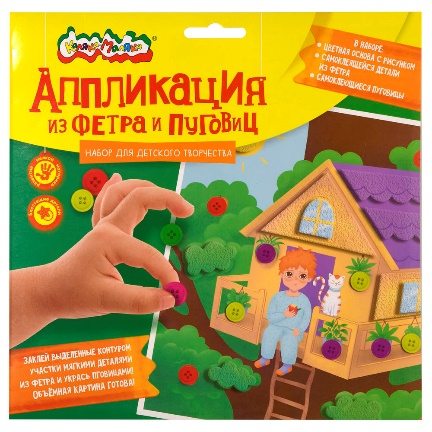 Каляка-Маляка®
Аппликация
из фетра и пуговиц
набор для детского творчества
В наборе:
• цветная основа с рисунком
• самоклеящиеся детали
из фетра
• самоклеящиеся пуговицы
Заклей выделенные контуром
участки мягкими деталями
из фетра и укрась пговицами!
Объёмная картина готова!